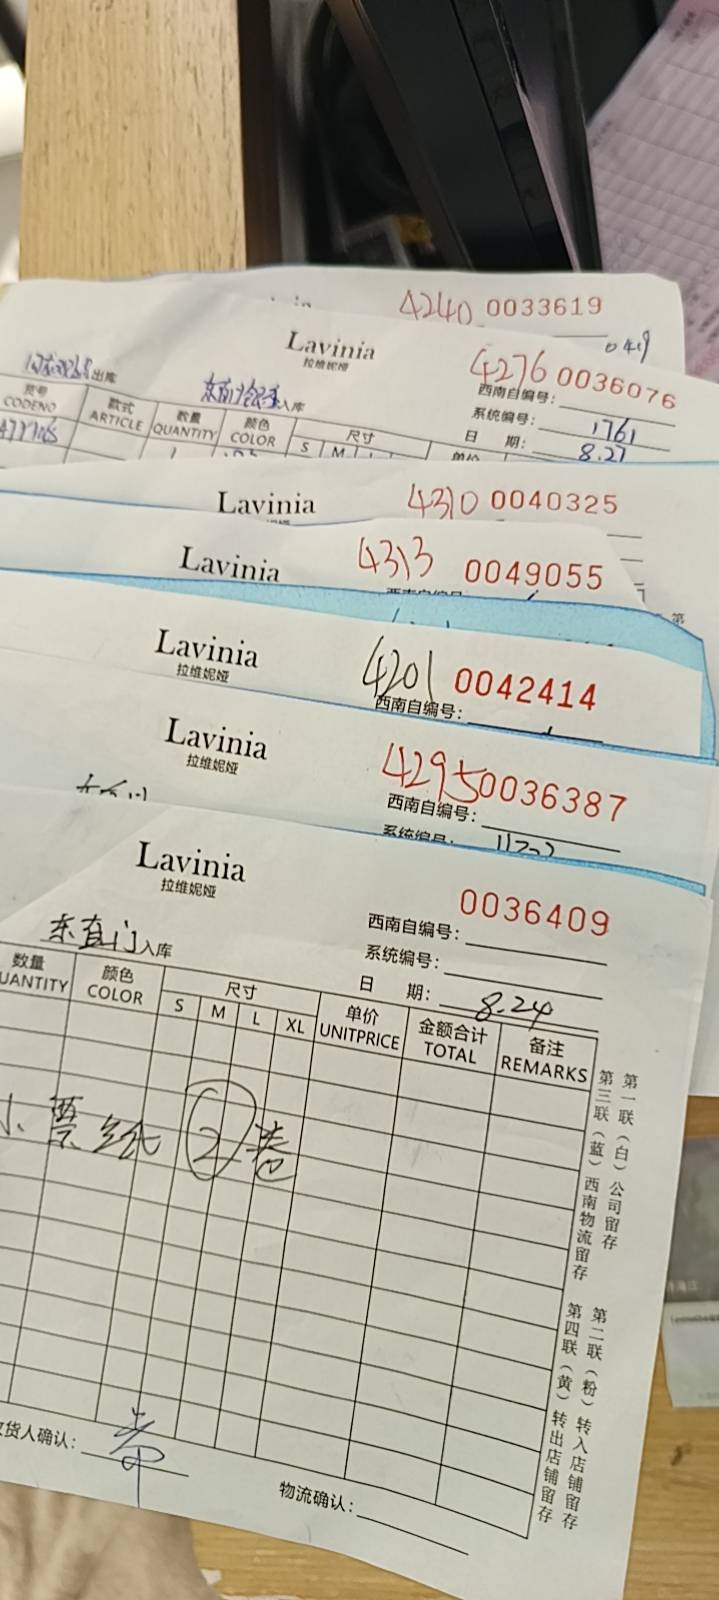 4240 0033619
Lavinia
拉维妮娅
4276 0036076
出库
入库
西南自编号:
系统编号: 1761
日 期: 8.27
货号 款式 数量 颜色 尺寸
CODENO ARTICLE QUANTITY COLOR S M
Lavinia
4310 0040325
Lavinia
4313 0049055
Lavinia
拉维妮娅
4201 0042414
西南自编号:
Lavinia
拉维妮娅
4295 0036387
西南自编号:
系统编号:
Lavinia
拉维妮娅
0036409
西南自编号:
系统编号:
日 期: 8.24
东直门入库
数量 颜色 尺寸 单价 金额合计 备注
UANTITY COLOR S M L XL UNITPRICE TOTAL REMARKS
小票纸 ② 卷
第一联（白）公司留存
第二联（粉）转入店铺留存
第三联（蓝）西南物流留存
第四联（黄）转出店铺留存
货人确认:
物流确认: